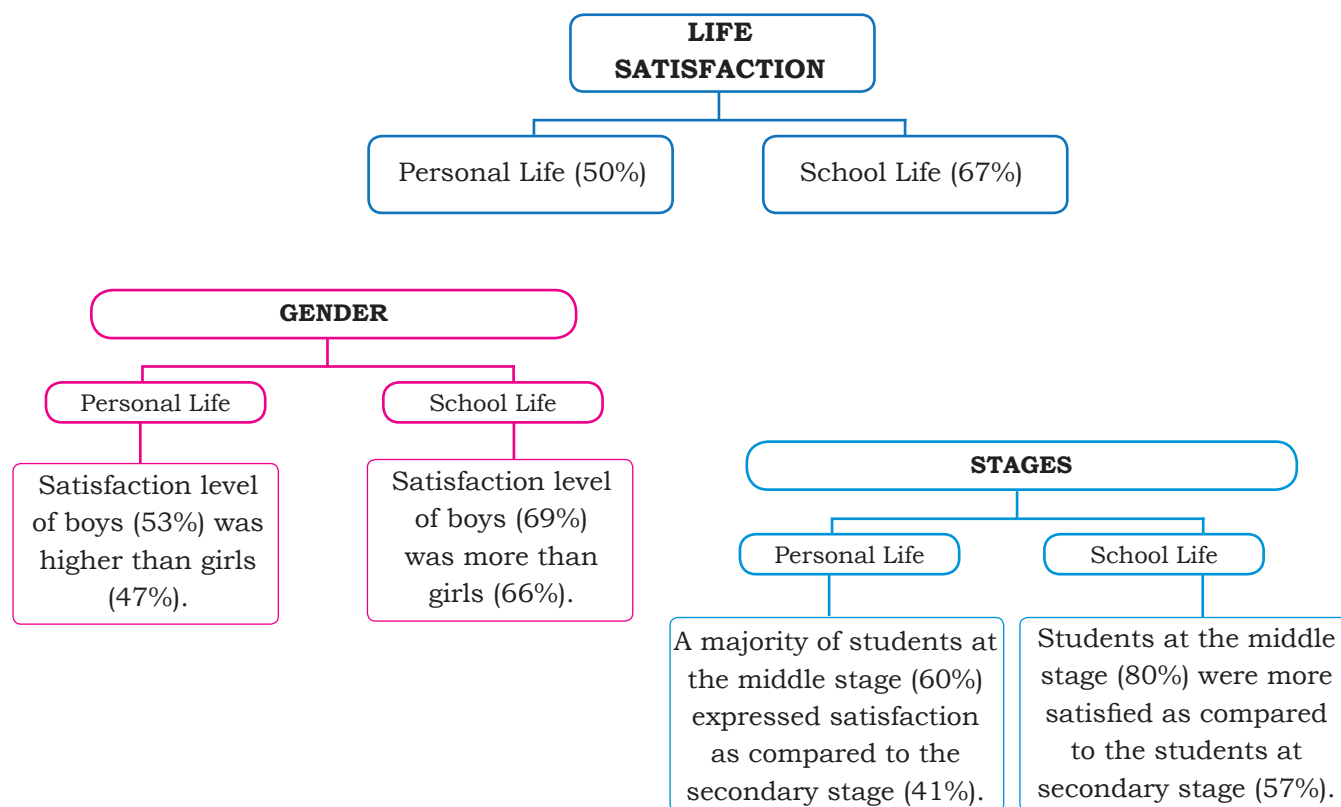 LIFE
SATISFACTION
Personal Life (50%)
School Life (67%)
GENDER
Personal Life
School Life
Satisfaction level
of boys (53%) was
higher than girls
(47%).
Satisfaction level
of boys (69%)
was more than
girls (66%).
STAGES
Personal Life
School Life
A majority of students at
the middle stage (60%)
expressed satisfaction
as compared to the
secondary stage (41%).
Students at the middle
stage (80%) were more
satisfied as compared
to the students at
secondary stage (57%).